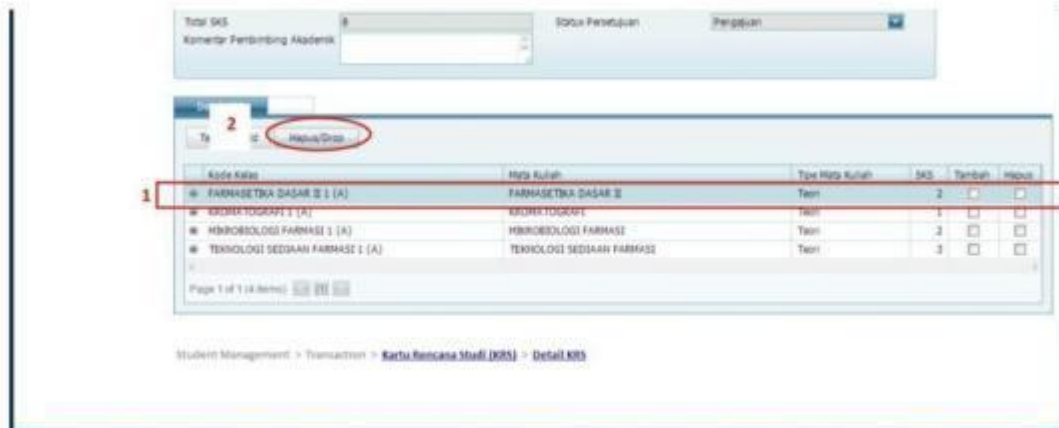 Total SKS 8 Status Persetujuan Pengajuan
Komentar Pembimbing Akademik
2
Hapus/Drop
Kode Kelas Mata Kuliah Tipe Mata Kuliah SKS Tambah Hapus
1
FARMASETIKA DASAR II 1 (A) FARMASETIKA DASAR II Teori 2
KROMATOGRAFI 1 (A) KROMATOGRAFI Teori 1
MIKROBIOLOGI FARMASI 1 (A) MIKROBIOLOGI FARMASI Teori 2
TEKNOLOGI SEDIAAN FARMASI 1 (A) TEKNOLOGI SEDIAAN FARMASI Teori 3
Page 1 of 1 (4 items) [1]
Student Management > Transaction > Kartu Rencana Studi (KRS) > Detail KRS